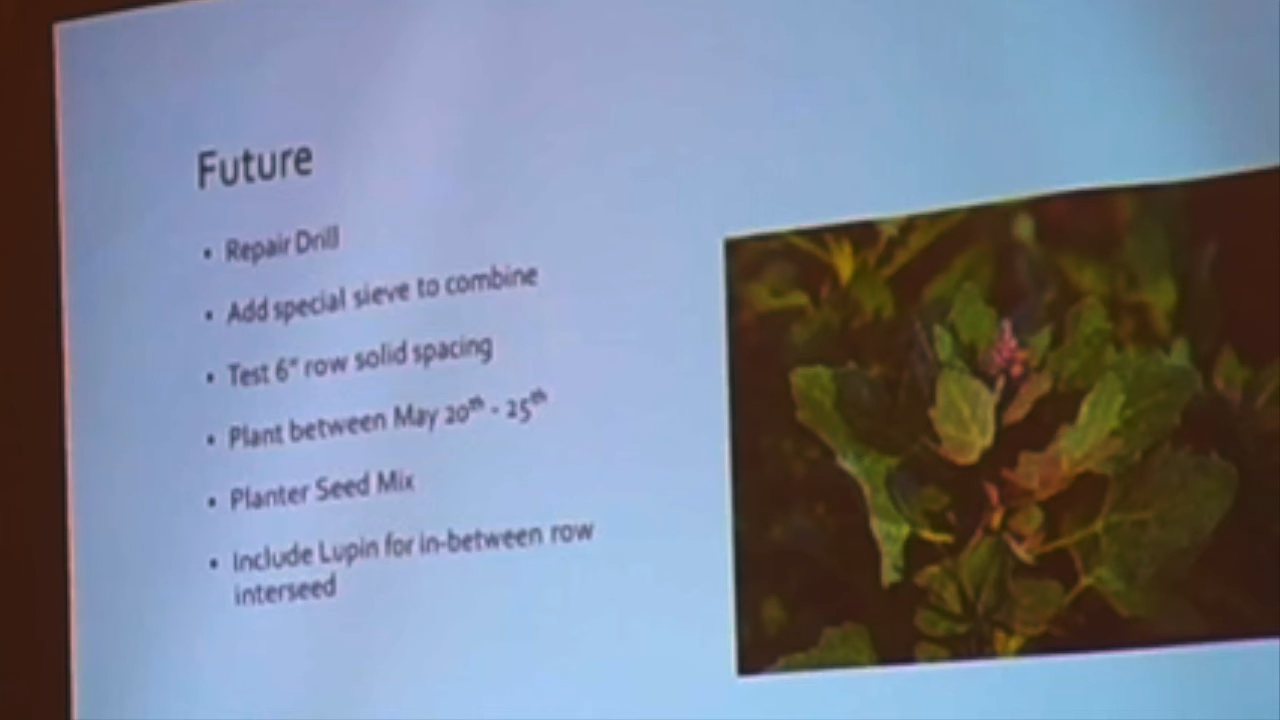 Future
• Repair Drill
• Add special sieve to combine
• Test 6" row solid spacing
• Plant between May 20th - 25th
• Planter Seed Mix
• Include Lupin for in-between row
interseed